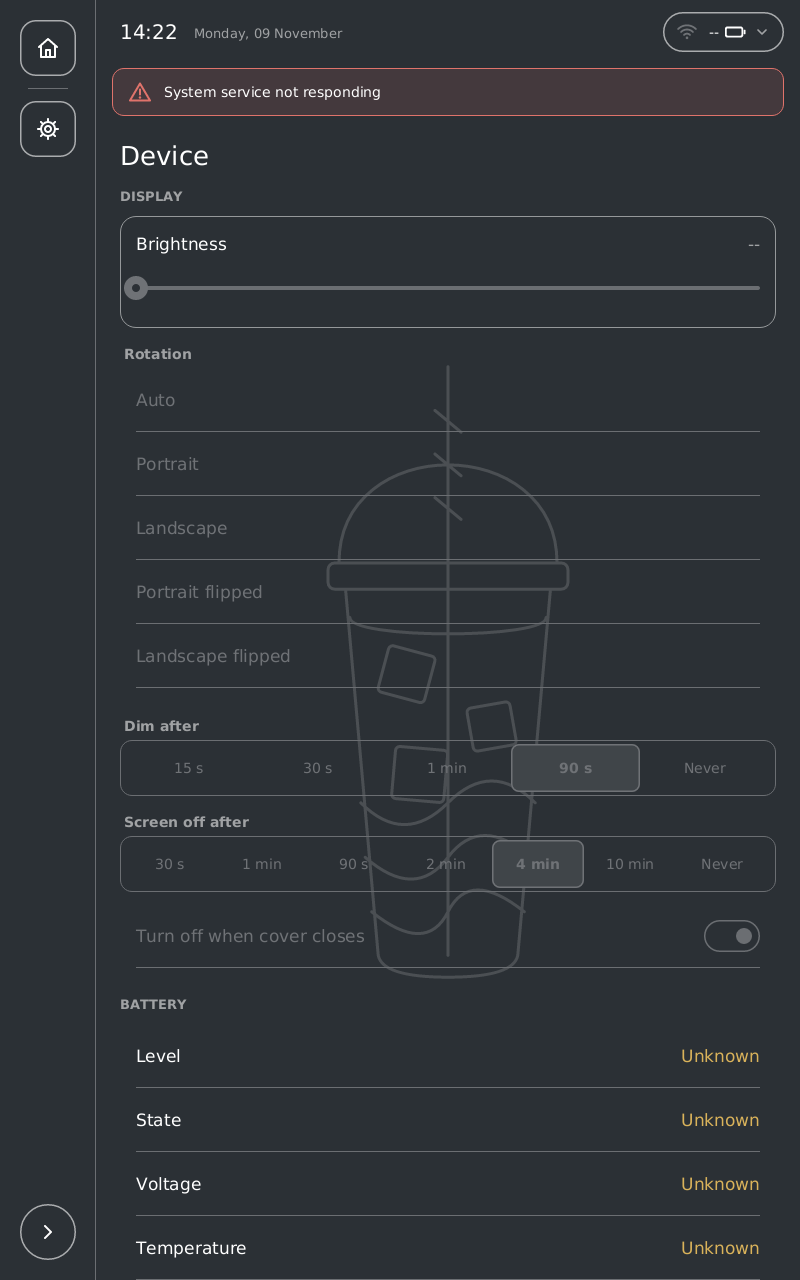 14:22 Monday, 09 November --
System service not responding
Device
DISPLAY
Brightness --
Rotation
Auto
Portrait
Landscape
Portrait flipped
Landscape flipped
Dim after
15 s 30 s 1 min 90 s Never
Screen off after
30 s 1 min 90 s 2 min 4 min 10 min Never
Turn off when cover closes
BATTERY
Level Unknown
State Unknown
Voltage Unknown
Temperature Unknown